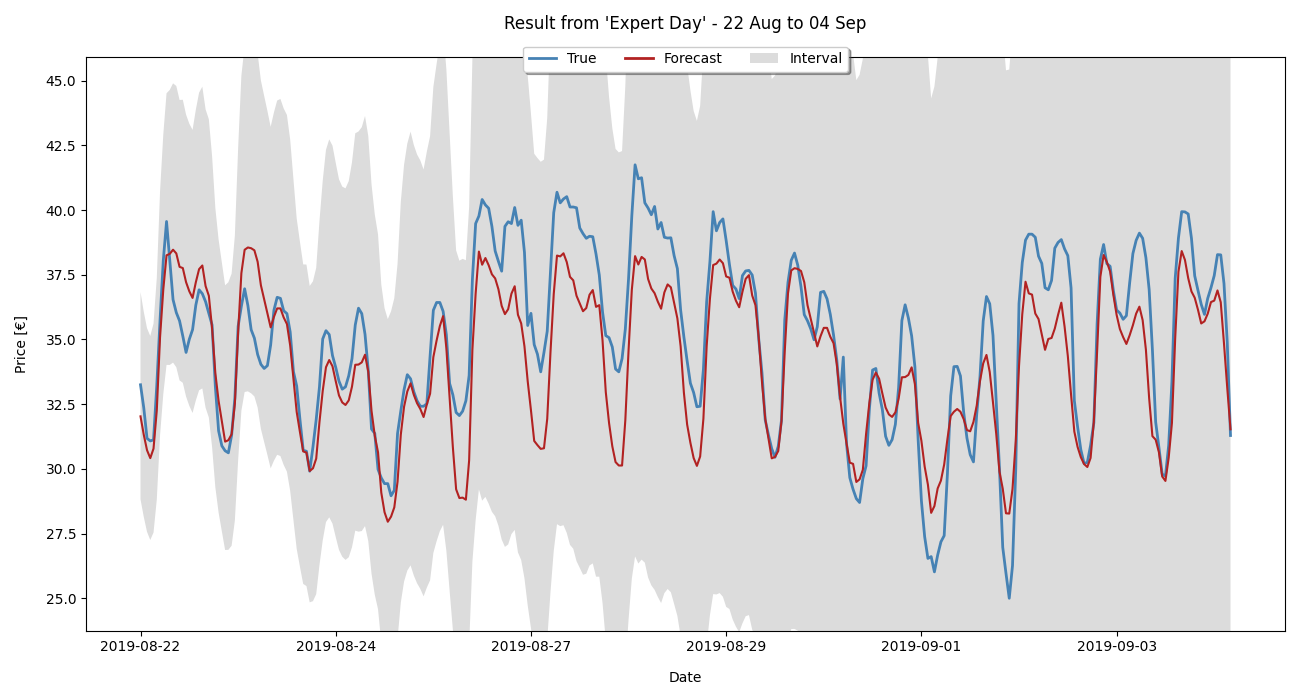 Result from 'Expert Day' - 22 Aug to 04 Sep
True Forecast Interval
45.0
42.5
40.0
37.5
35.0
32.5
30.0
27.5
25.0
Price [€]
2019-08-22 2019-08-24 2019-08-27 2019-08-29 2019-09-01 2019-09-03
Date